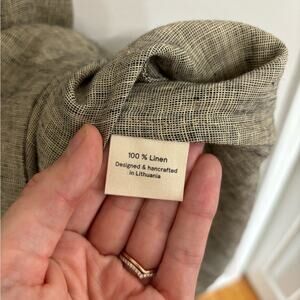 100 % Linen
Designed & handcrafted
in Lithuania